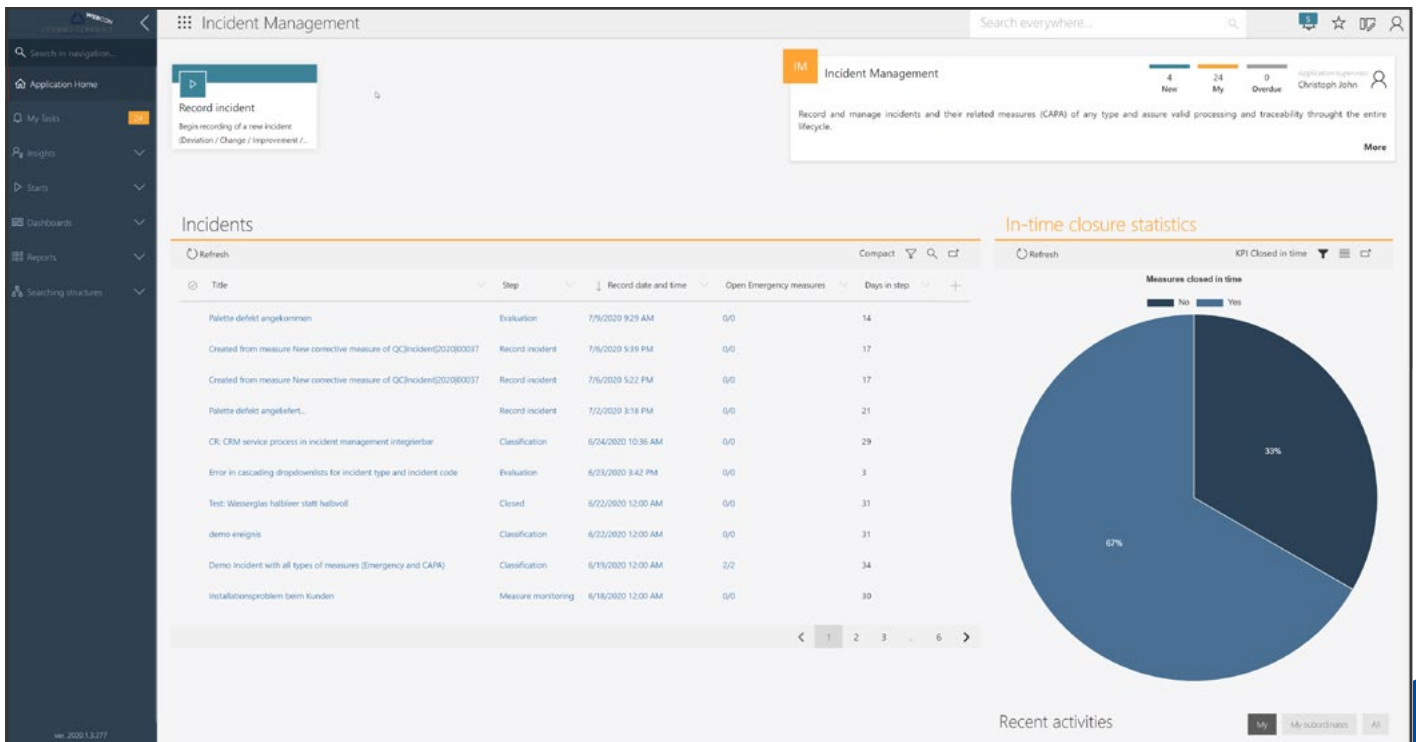 WEBCON
Search in navigation...
Application Home
My Tasks 24
Insights
Starts
Dashboards
Reports
Searching structures
ver. 2020.1.3.277
Incident Management
Search everywhere...
5
Record incident
Begin recording of a new incident
(Deviation / Change / Improvement /...
IM
Incident Management
4 24 0
New My Overdue
Application supervisor
Christoph John
Record and manage incidents and their related measures (CAPA) of any type and assure valid processing and traceability throught the entire
lifecycle.
More
Incidents
Refresh Compact
Title Step Record date and time Open Emergency measures Days in step
Palette defekt angekommen Evaluation 7/9/2020 9:29 AM 0/0 14
Created from measure New corrective measure of QC|Incident|2020|00037 Record incident 7/6/2020 5:39 PM 0/0 17
Created from measure New corrective measure of QC|Incident|2020|00037 Record incident 7/6/2020 5:22 PM 0/0 17
Palette defekt angeliefert... Record incident 7/2/2020 3:18 PM 0/0 21
CR: CRM service process in incident management integrierbar Classification 6/24/2020 10:36 AM 0/0 29
Error in cascading dropdownlists for incident type and incident code Evaluation 6/23/2020 3:42 PM 0/0 3
Test: Wasserglas halbleer statt halbvoll Closed 6/22/2020 12:00 AM 0/0 31
demo ereignis Classification 6/22/2020 12:00 AM 0/0 31
Demo Incident with all types of measures (Emergency and CAPA) Classification 6/19/2020 12:00 AM 2/2 34
Installationsproblem beim Kunden Measure monitoring 6/18/2020 12:00 AM 0/0 30
1 2 3 ... 6
In-time closure statistics
Refresh KPI Closed in time
Measures closed in time
No Yes
33%
67%
Recent activities
My My subordinates All